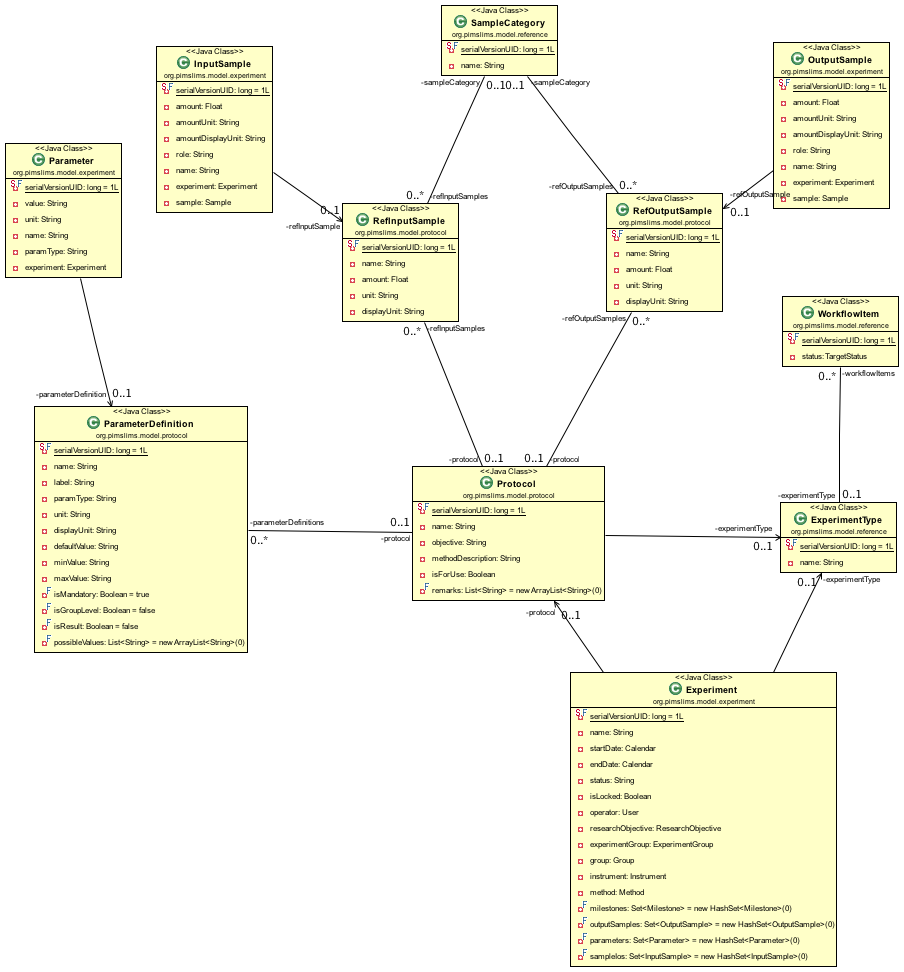 <<Java Class>>
SampleCategory
org.pimslims.model.reference
serialVersionUID: long = 1L
name: String
<<Java Class>>
InputSample
org.pimslims.model.experiment
serialVersionUID: long = 1L
amount: Float
amountUnit: String
amountDisplayUnit: String
role: String
name: String
experiment: Experiment
sample: Sample
<<Java Class>>
OutputSample
org.pimslims.model.experiment
serialVersionUID: long = 1L
amount: Float
amountUnit: String
amountDisplayUnit: String
role: String
name: String
experiment: Experiment
sample: Sample
-sampleCategory
0..1
0..1
-sampleCategory
<<Java Class>>
Parameter
org.pimslims.model.experiment
serialVersionUID: long = 1L
value: String
unit: String
name: String
paramType: String
experiment: Experiment
0..1
-refInputSample
0..*
-refInputSamples
-refOutputSamples
0..*
-refOutputSample
0..1
<<Java Class>>
RefInputSample
org.pimslims.model.protocol
serialVersionUID: long = 1L
name: String
amount: Float
unit: String
displayUnit: String
<<Java Class>>
RefOutputSample
org.pimslims.model.protocol
serialVersionUID: long = 1L
name: String
amount: Float
unit: String
displayUnit: String
0..*
-refInputSamples
-refOutputSamples
0..*
<<Java Class>>
WorkflowItem
org.pimslims.model.reference
serialVersionUID: long = 1L
status: TargetStatus
0..*
-workflowItems
-parameterDefinition
0..1
<<Java Class>>
ParameterDefinition
org.pimslims.model.protocol
serialVersionUID: long = 1L
name: String
label: String
paramType: String
unit: String
displayUnit: String
defaultValue: String
minValue: String
maxValue: String
isMandatory: Boolean = true
isGroupLevel: Boolean = false
isResult: Boolean = false
possibleValues: List<String> = new ArrayList<String>(0)
-parameterDefinitions
0..*
0..1
-protocol
-protocol
0..1
0..1
-protocol
<<Java Class>>
Protocol
org.pimslims.model.protocol
serialVersionUID: long = 1L
name: String
objective: String
methodDescription: String
isForUse: Boolean
remarks: List<String> = new ArrayList<String>(0)
-experimentType
0..1
-experimentType
0..1
<<Java Class>>
ExperimentType
org.pimslims.model.reference
serialVersionUID: long = 1L
name: String
0..1
-experimentType
-protocol
0..1
<<Java Class>>
Experiment
org.pimslims.model.experiment
serialVersionUID: long = 1L
name: String
startDate: Calendar
endDate: Calendar
status: String
isLocked: Boolean
operator: User
researchObjective: ResearchObjective
experimentGroup: ExperimentGroup
group: Group
instrument: Instrument
method: Method
milestones: Set<Milestone> = new HashSet<Milestone>(0)
outputSamples: Set<OutputSample> = new HashSet<OutputSample>(0)
parameters: Set<Parameter> = new HashSet<Parameter>(0)
sampleIos: Set<InputSample> = new HashSet<InputSample>(0)